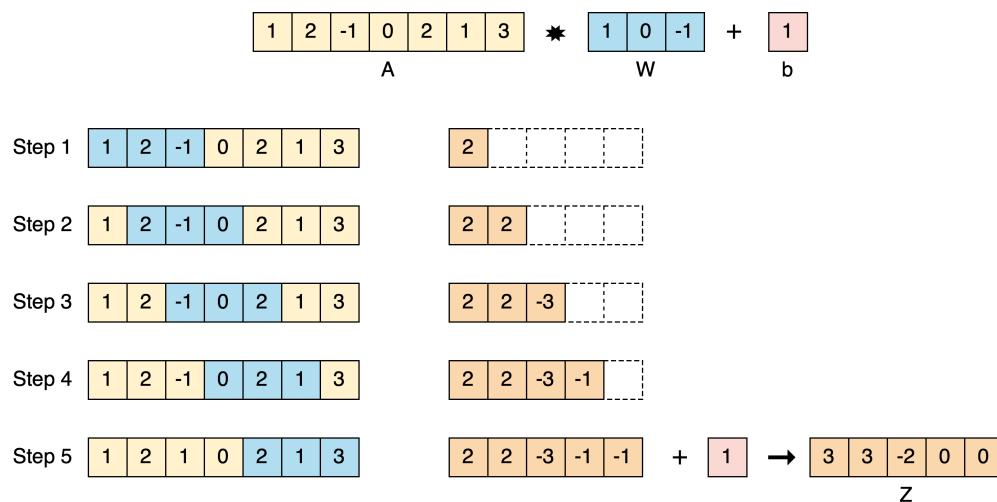 1 2 -1 0 2 1 3 * 1 0 -1 + 1
A W b
Step 1 1 2 -1 0 2 1 3 2
Step 2 1 2 -1 0 2 1 3 2 2
Step 3 1 2 -1 0 2 1 3 2 2 -3
Step 4 1 2 -1 0 2 1 3 2 2 -3 -1
Step 5 1 2 1 0 2 1 3 2 2 -3 -1 -1 + 1 → 3 3 -2 0 0
Z